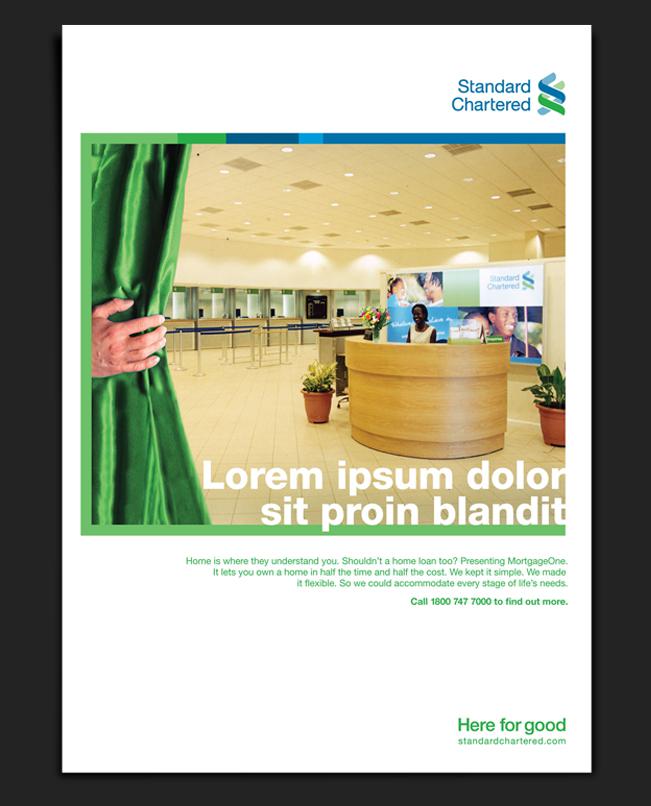 Standard
Chartered
Standard
Chartered
Lorem ipsum dolor
sit proin blandit
Home is where they understand you. Shouldn't a home loan too? Presenting MortgageOne.
It lets you own a home in half the time and half the cost. We kept it simple. We made
it flexible. So we could accommodate every stage of life's needs.
Call 1800 747 7000 to find out more.
Here for good
standardchartered.com